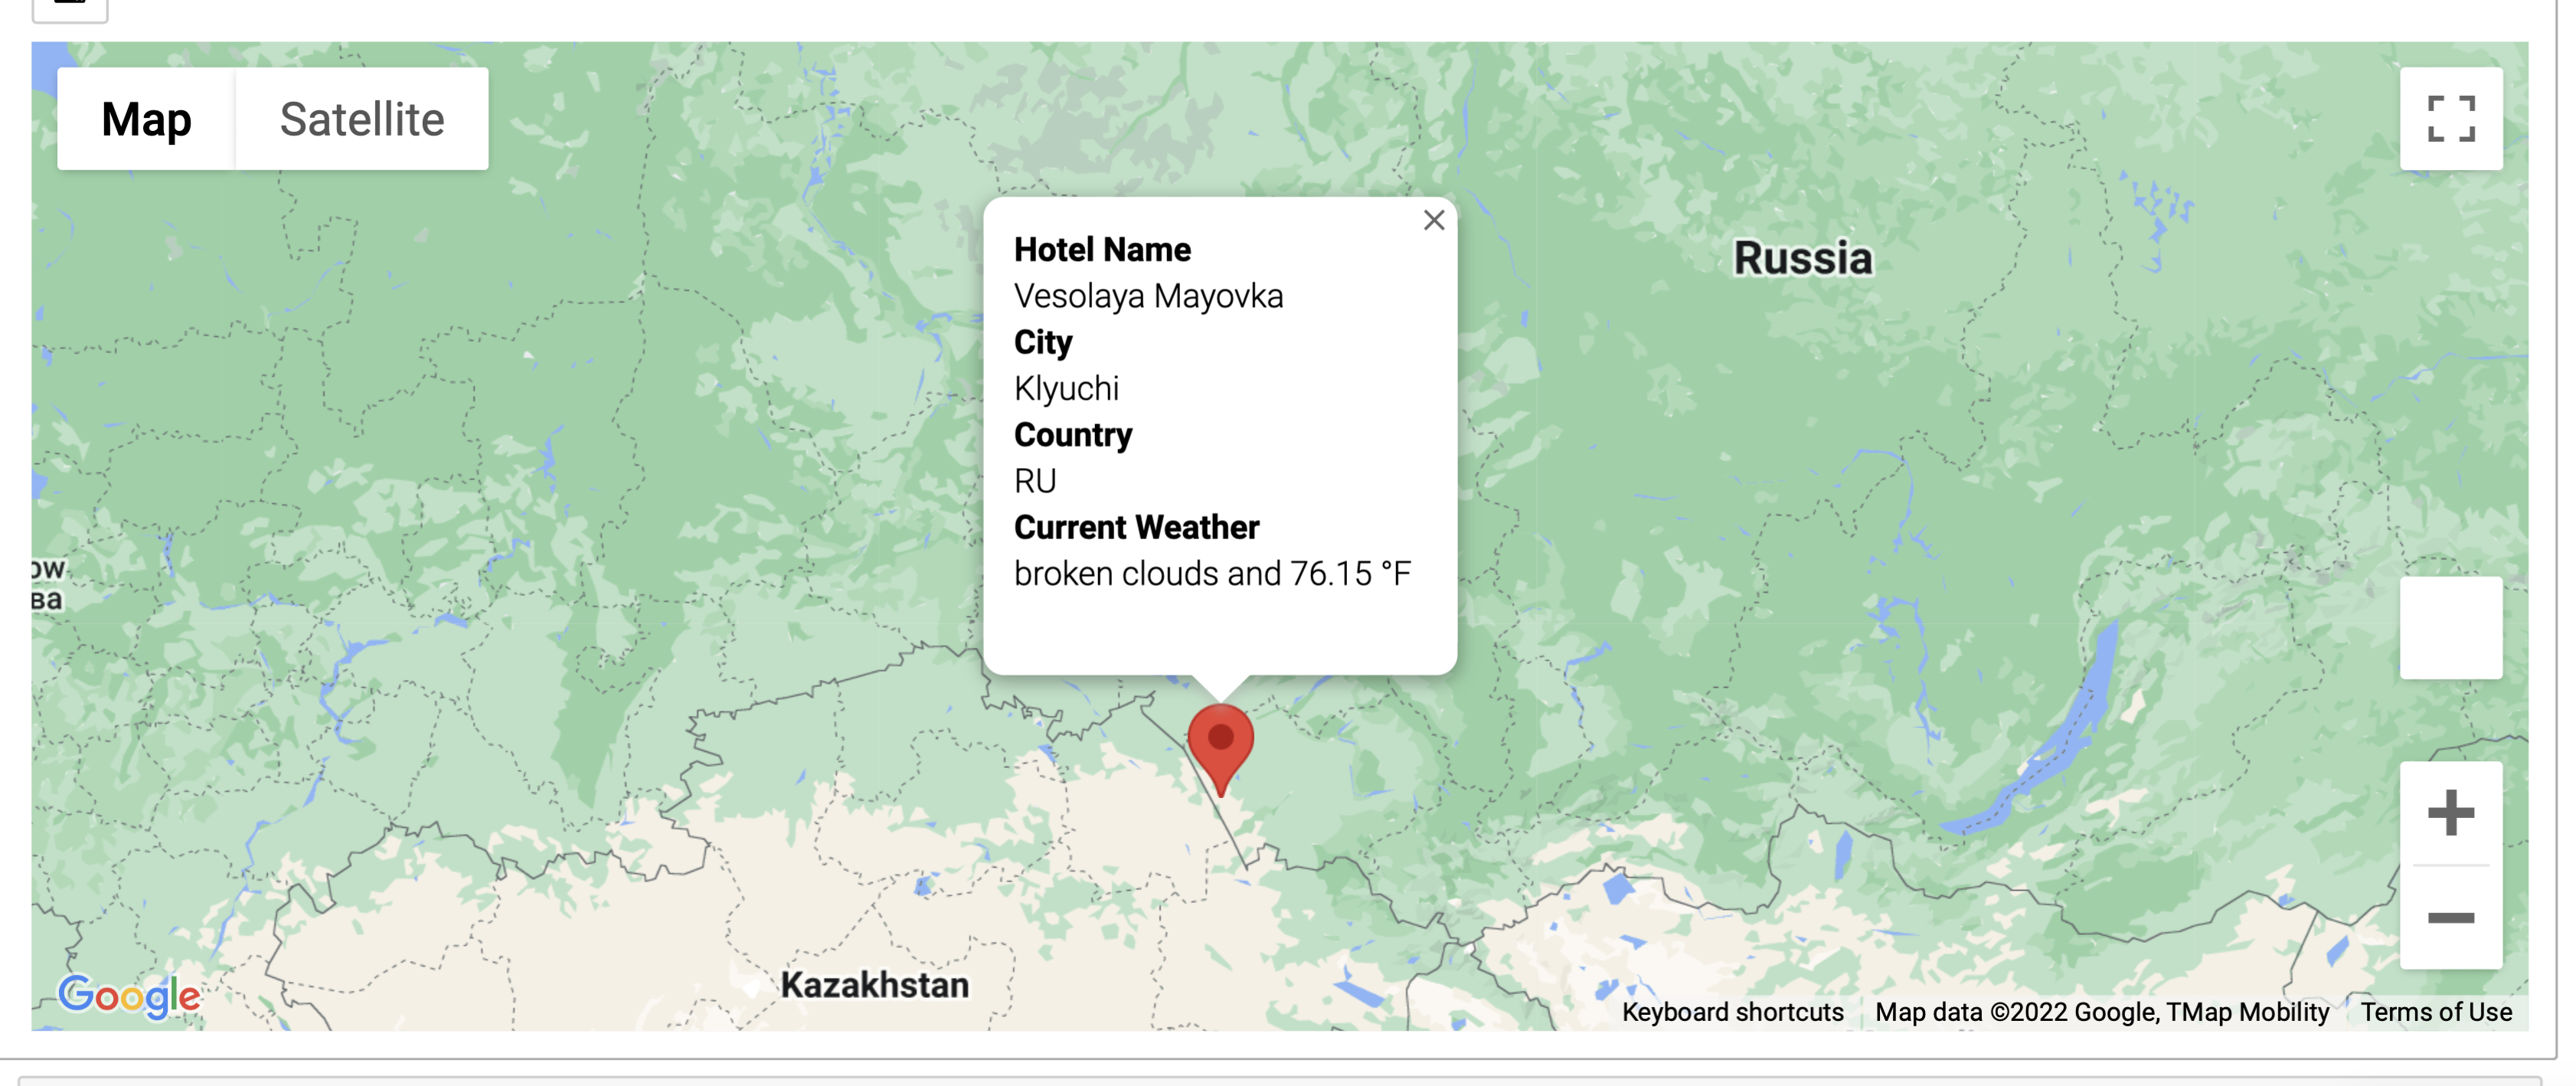 Map
Satellite
Hotel Name
Vesolaya Mayovka
City
Klyuchi
Country
RU
Current Weather
broken clouds and 76.15 °F
Russia
ow
ва
Kazakhstan
Google
Keyboard shortcuts
Map data ©2022 Google, TMap Mobility
Terms of Use